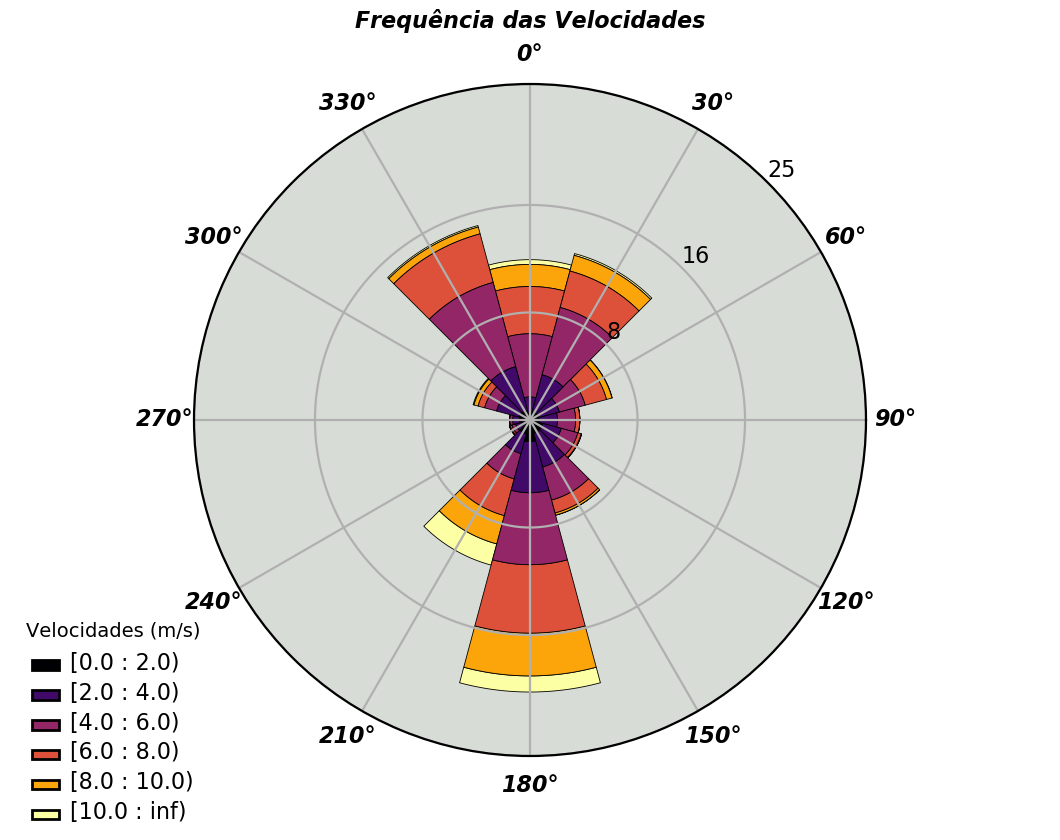 Frequência das Velocidades
0°
330°
30°
25
300°
60°
16
8
270°
90°
240°
120°
210°
150°
180°
Velocidades (m/s)
[0.0 : 2.0)
[2.0 : 4.0)
[4.0 : 6.0)
[6.0 : 8.0)
[8.0 : 10.0)
[10.0 : inf)